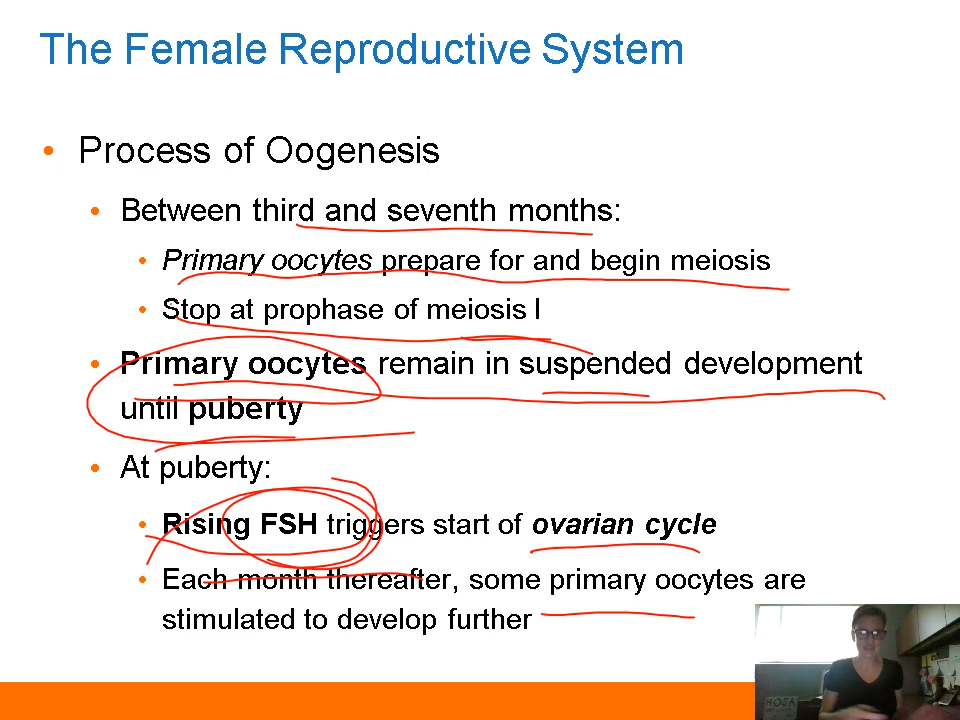 The Female Reproductive System
• Process of Oogenesis
• Between third and seventh months:
• Primary oocytes prepare for and begin meiosis
• Stop at prophase of meiosis I
• Primary oocytes remain in suspended development
until puberty
• At puberty:
• Rising FSH triggers start of ovarian cycle
• Each month thereafter, some primary oocytes are
stimulated to develop further